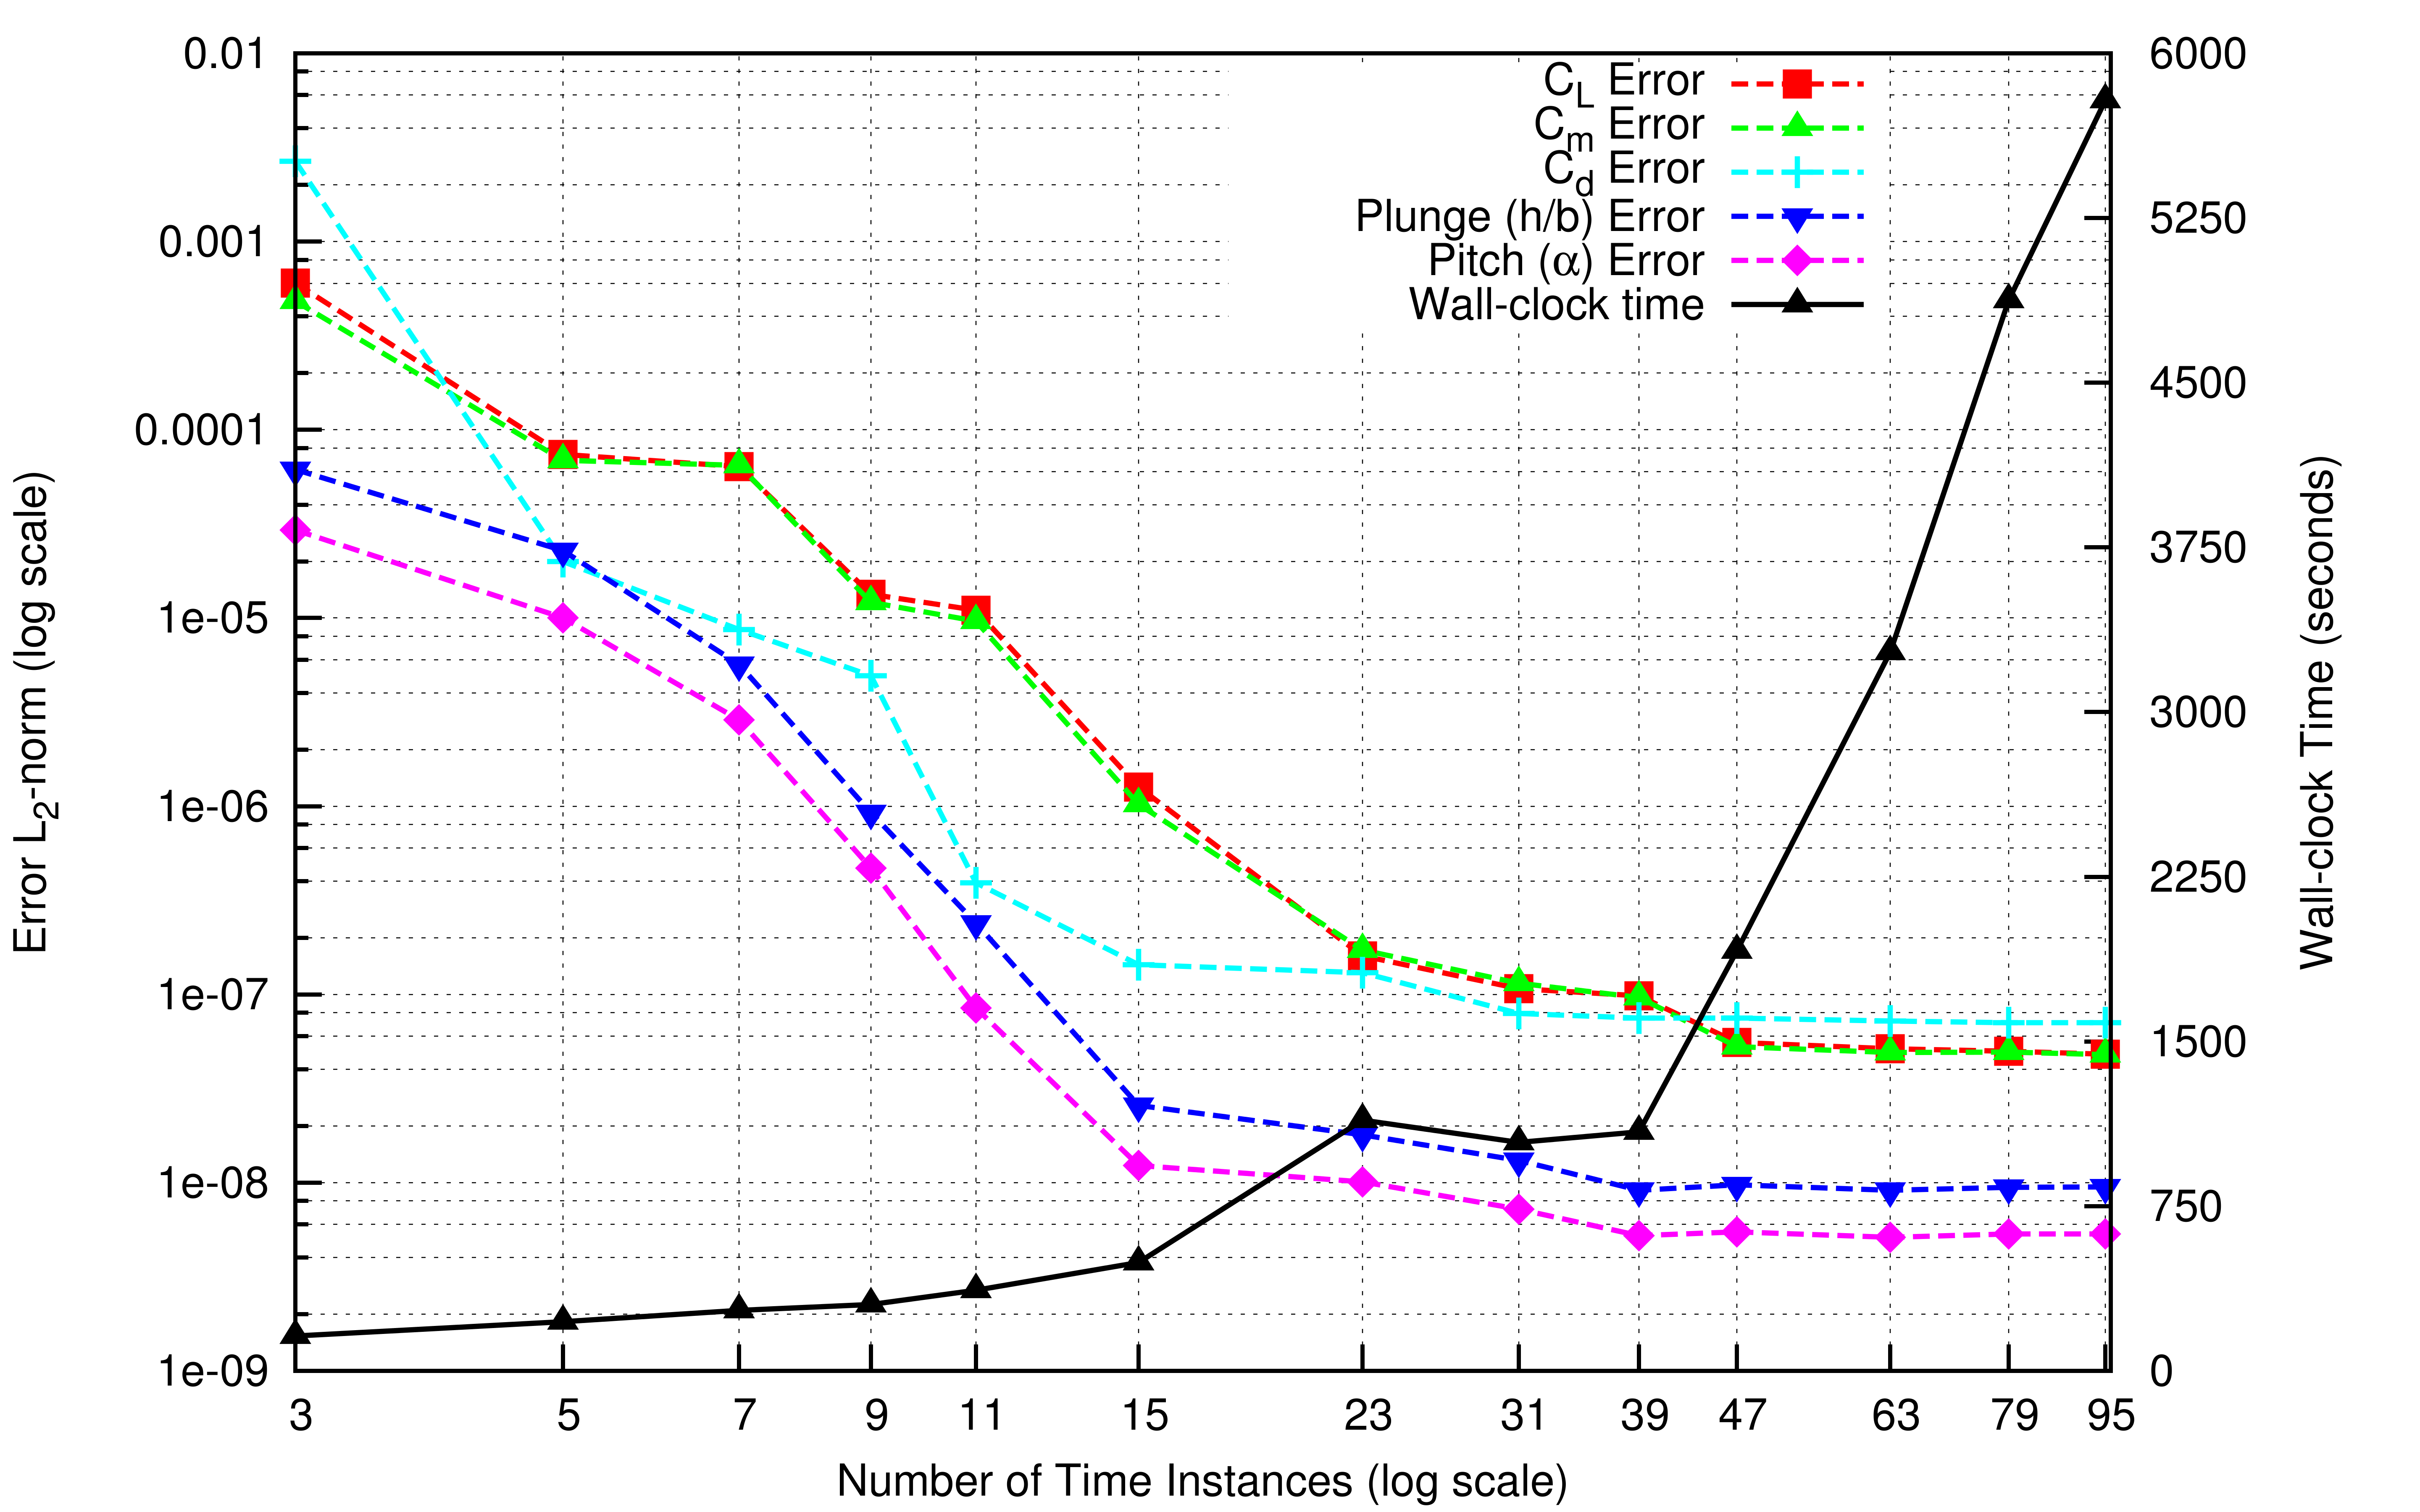 0.01
0.001
0.0001
1e-05
1e-06
1e-07
1e-08
1e-09
Error L2-norm (log scale)
C_L Error
C_m Error
C_d Error
Plunge (h/b) Error
Pitch (α) Error
Wall-clock time
6000
5250
4500
3750
3000
2250
1500
750
0
Wall-clock Time (seconds)
3 5 7 9 11 15 23 31 39 47 63 79 95
Number of Time Instances (log scale)